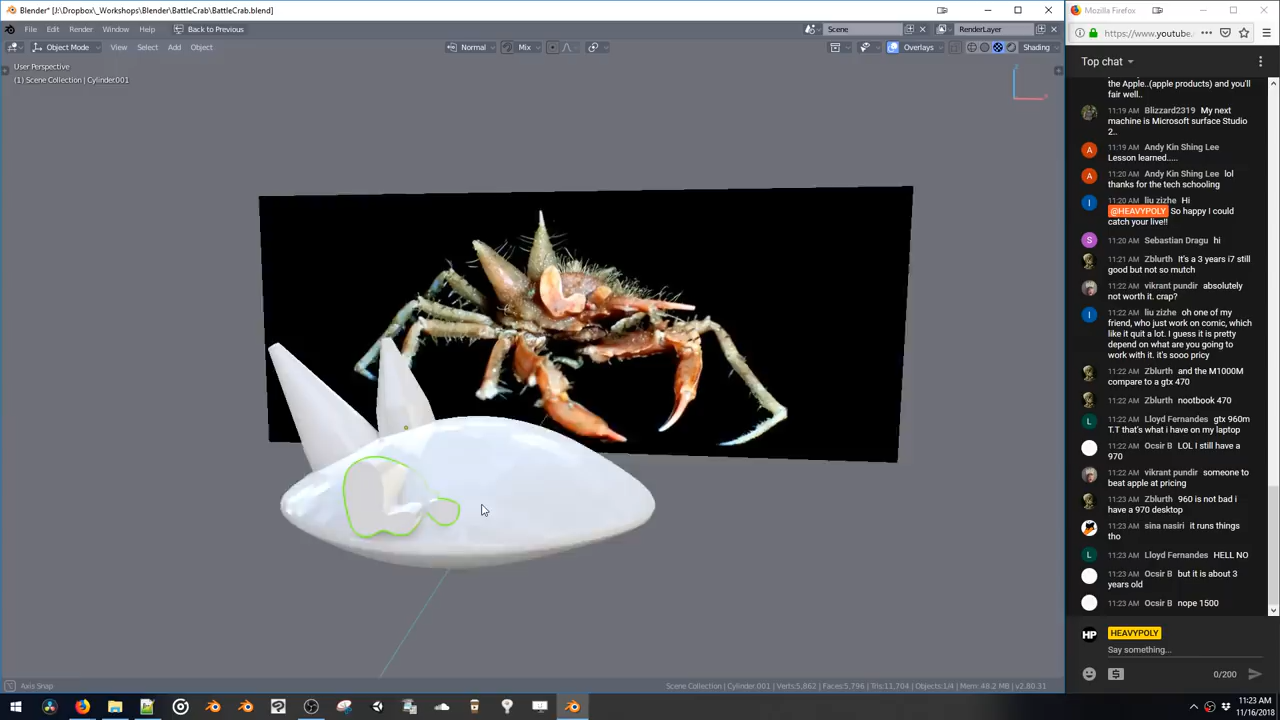 Blender* [J:\Dropbox\_Workshops\Blender\BattleCrab\BattleCrab.blend]
File Edit Render Window Help Back to Previous
Scene
RenderLayer
Object Mode View Select Add Object
Normal
Mix
Overlays
Shading
User Perspective
(1) Scene Collection | Cylinder001
Axis Snap
Scene Collection | Cylinder.001 | Verts:5,862 | Faces:5,796 | Tris:11,704 | Objects:1/4 | Mem: 48.2 MB | v2.80.31
Mozilla Firefox
https://www.youtube.
Top chat
the Apple..(apple products) and you'll
fair well..
11:19 AM Blizzard2319 My next
machine is Microsoft surface Studio
2..
11:19 AM Andy Kin Shing Lee
Lesson learned.....
11:20 AM Andy Kin Shing Lee lol
thanks for the tech schooling
11:20 AM liu zizhe Hi
@HEAVYPOLY So happy I could
catch your live!!
11:20 AM Sebastian Dragu hi
11:21 AM Zblurth It's a 3 years i7 still
good but not so mutch
11:22 AM vikrant pundir absolutely
not worth it. crap?
11:22 AM liu zizhe oh one of my
friend, who just work on comic, which
like it quit a lot. I guess it is pretty
depend on what are you going to
work with it. it's sooo pricy
11:22 AM Zblurth and the M1000M
compare to a gtx 470
11:22 AM Zblurth nootbook 470
11:22 AM Lloyd Fernandes gtx 960m
T.T that's what i have on my laptop
11:22 AM Ocsir B LOL I still have a
970
11:22 AM vikrant pundir someone to
beat apple at pricing
11:23 AM Zblurth 960 is not bad i
have a 970 desktop
11:23 AM sina nasiri it runs things
tho
11:23 AM Lloyd Fernandes HELL NO
11:23 AM Ocsir B but it is about 3
years old
11:23 AM Ocsir B nope 1500
HP HEAVYPOLY
Say something...
0/200
11:23 AM
11/16/2018